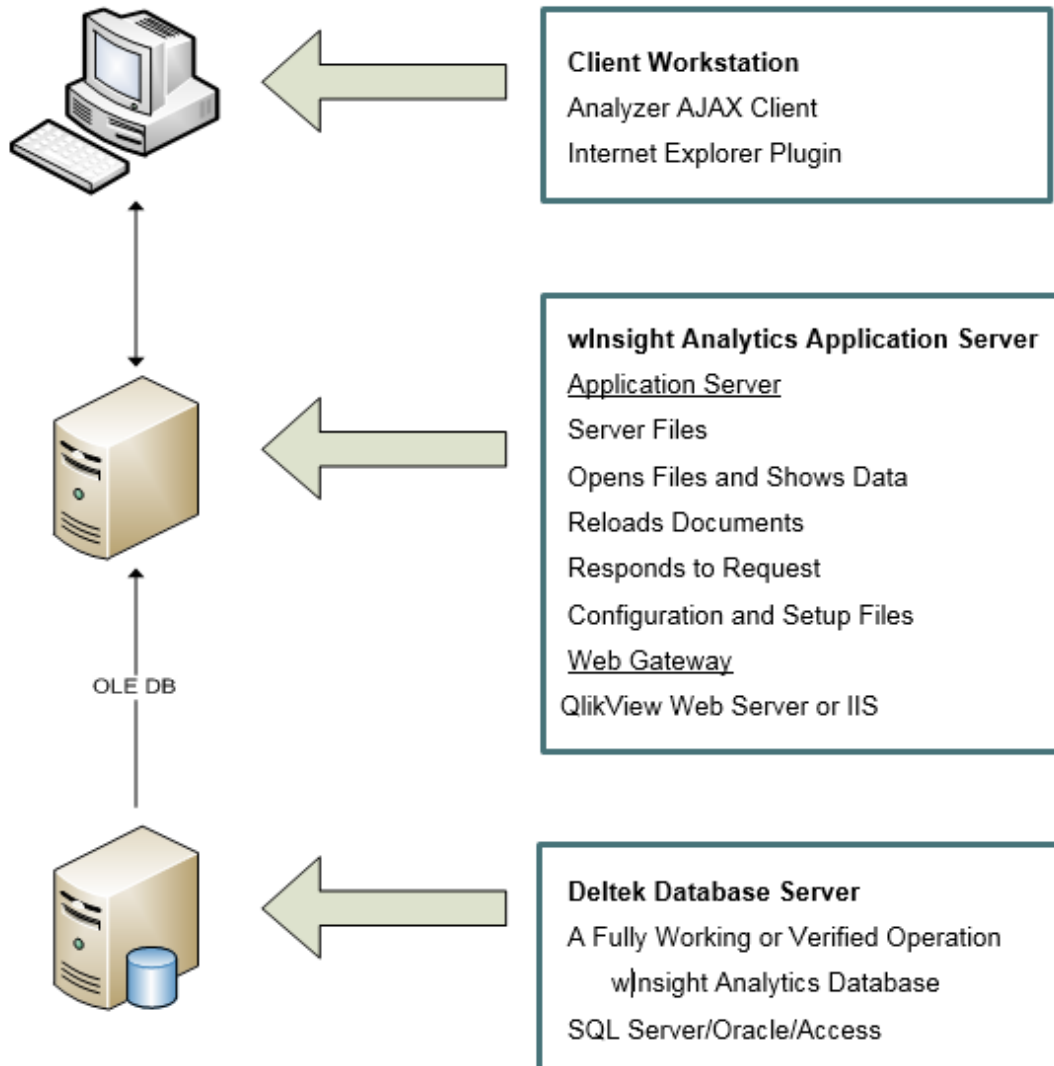 Client Workstation
Analyzer AJAX Client
Internet Explorer Plugin
wInsight Analytics Application Server
Application Server
Server Files
Opens Files and Shows Data
Reloads Documents
Responds to Request
Configuration and Setup Files
Web Gateway
QlikView Web Server or IIS
OLE DB
Deltek Database Server
A Fully Working or Verified Operation
wInsight Analytics Database
SQL Server/Oracle/Access